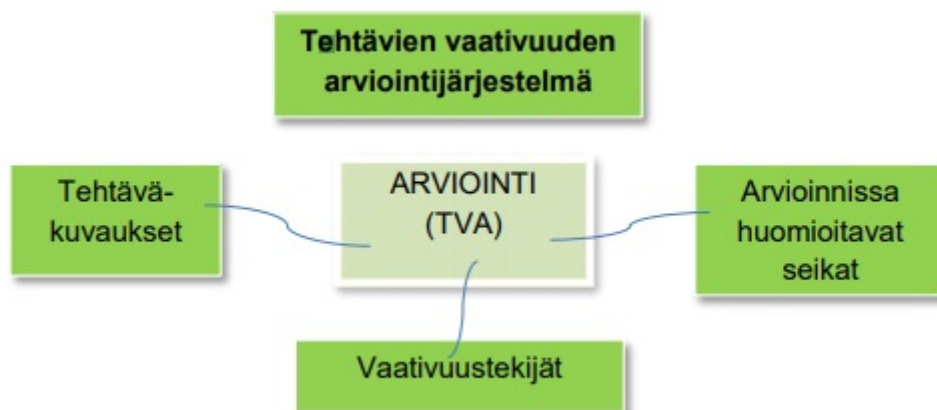 Tehtävien vaativuuden
arviointijärjestelmä
Tehtävä-
kuvaukset
ARVIOINTI
(TVA)
Arvioinnissa
huomioitavat
seikat
Vaativuustekijät